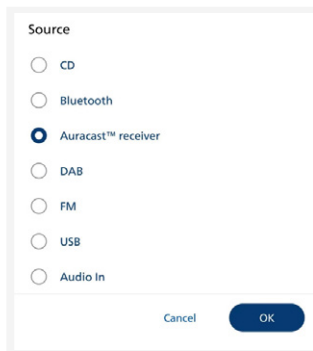 Source
CD
Bluetooth
Auracast™ receiver
DAB
FM
USB
Audio In
Cancel
OK